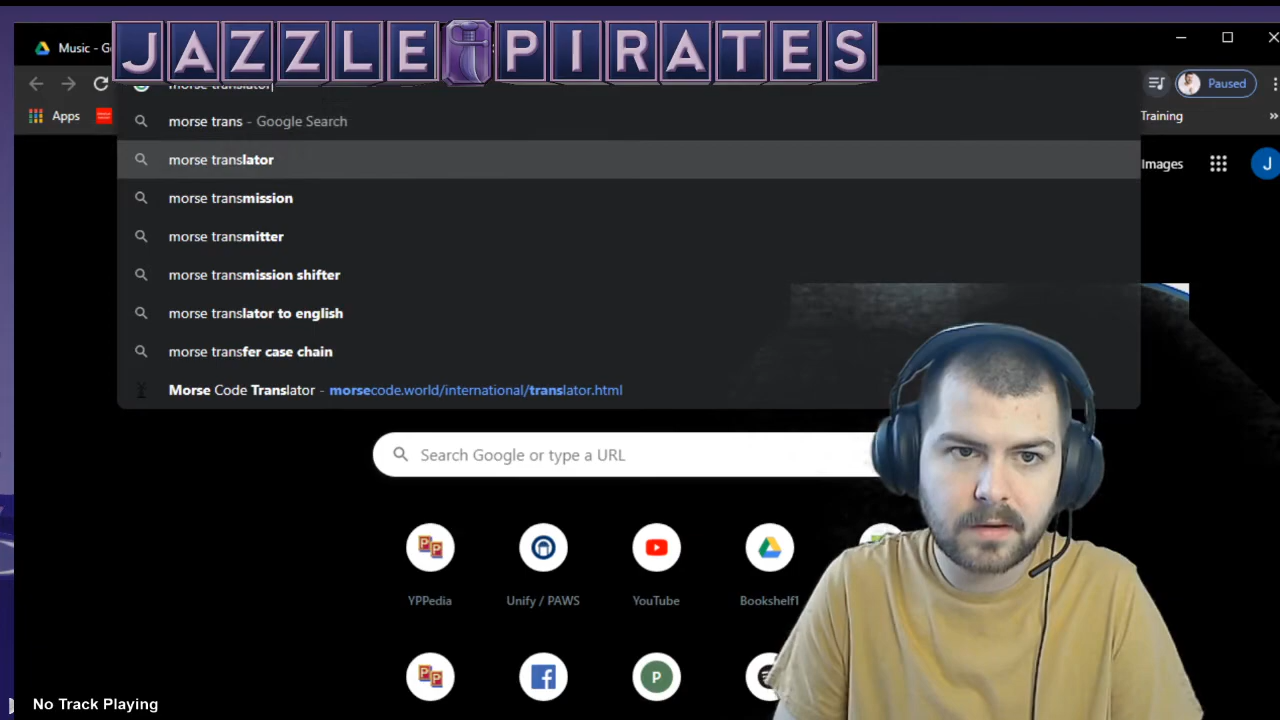 JAZZLE PIRATES
Music - G
Paused
morse translator
Apps
Training
morse trans - Google Search
morse translator
Images
J
morse transmission
morse transmitter
morse transmission shifter
morse translator to english
morse transfer case chain
Morse Code Translator - morsecode.world/international/translator.html
Search Google or type a URL
YPPedia
Unify / PAWS
YouTube
Bookshelf1
P
No Track Playing